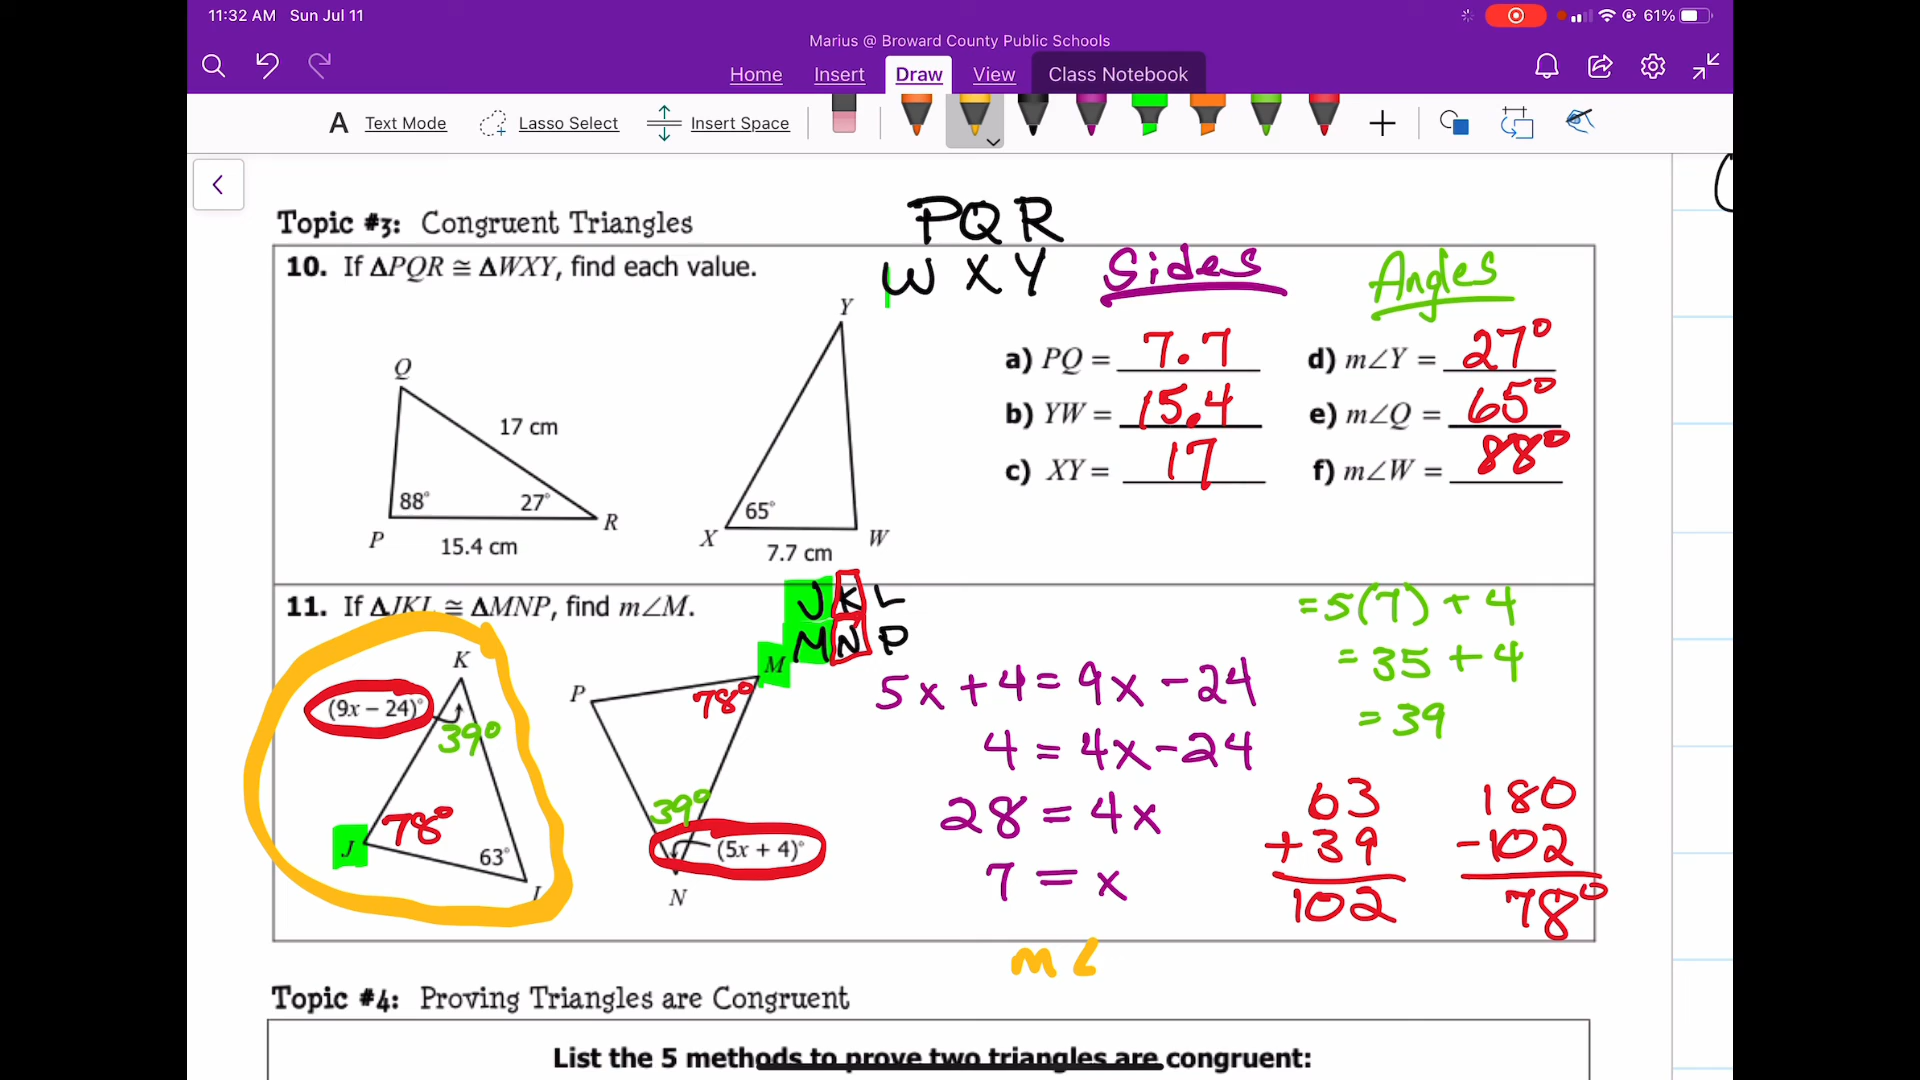 11:32 AM Sun Jul 11
61%
Marius @ Broward County Public Schools
Home Insert Draw View Class Notebook
A Text Mode Lasso Select Insert Space
Topic #3: Congruent Triangles
PQR
WXY
10. If ΔPQR ≅ ΔWXY, find each value.
Sides
Angles
Q
17 cm
88°
27°
P
R
15.4 cm
Y
65°
X
W
7.7 cm
a) PQ = 7.7
b) YW = 15.4
c) XY = 17
d) m∠Y = 27°
e) m∠Q = 65°
f) m∠W = 88°
11. If ΔJKL ≅ ΔMNP, find m∠M.
JKL
MNP
K
(9x – 24)°
39°
J
78°
63°
L
P
M
78°
39°
(5x + 4)°
N
5x + 4 = 9x - 24
4 = 4x - 24
28 = 4x
7 = x
= 5(7) + 4
= 35 + 4
= 39
63
+39
102
180
-102
78°
m∠
Topic #4: Proving Triangles are Congruent
List the 5 methods to prove two triangles are congruent: